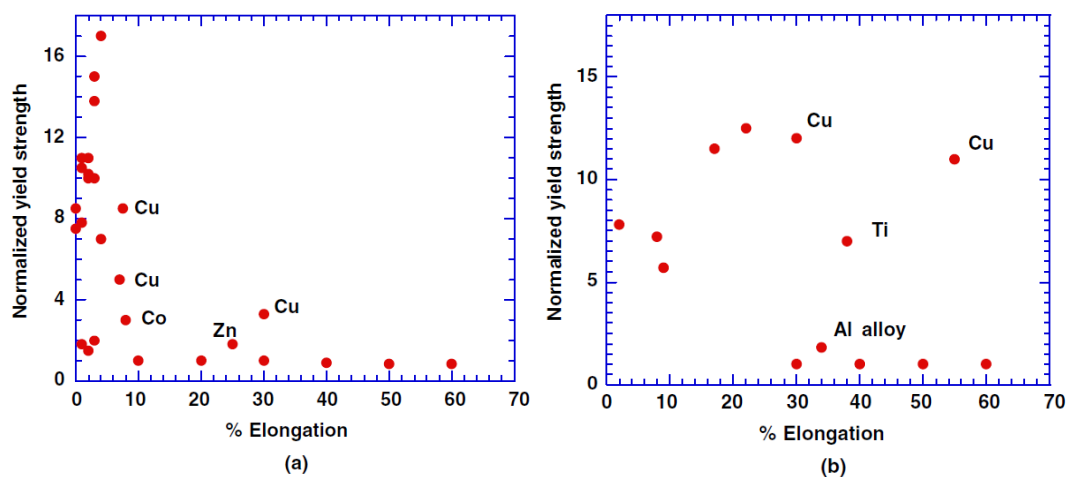 Normalized yield strength
16
12
8
4
0
Cu
Cu
Co
Cu
Zn
0 10 20 30 40 50 60 70
% Elongation
(a)
Normalized yield strength
15
10
5
0
Cu
Cu
Ti
Al alloy
0 10 20 30 40 50 60 70
% Elongation
(b)